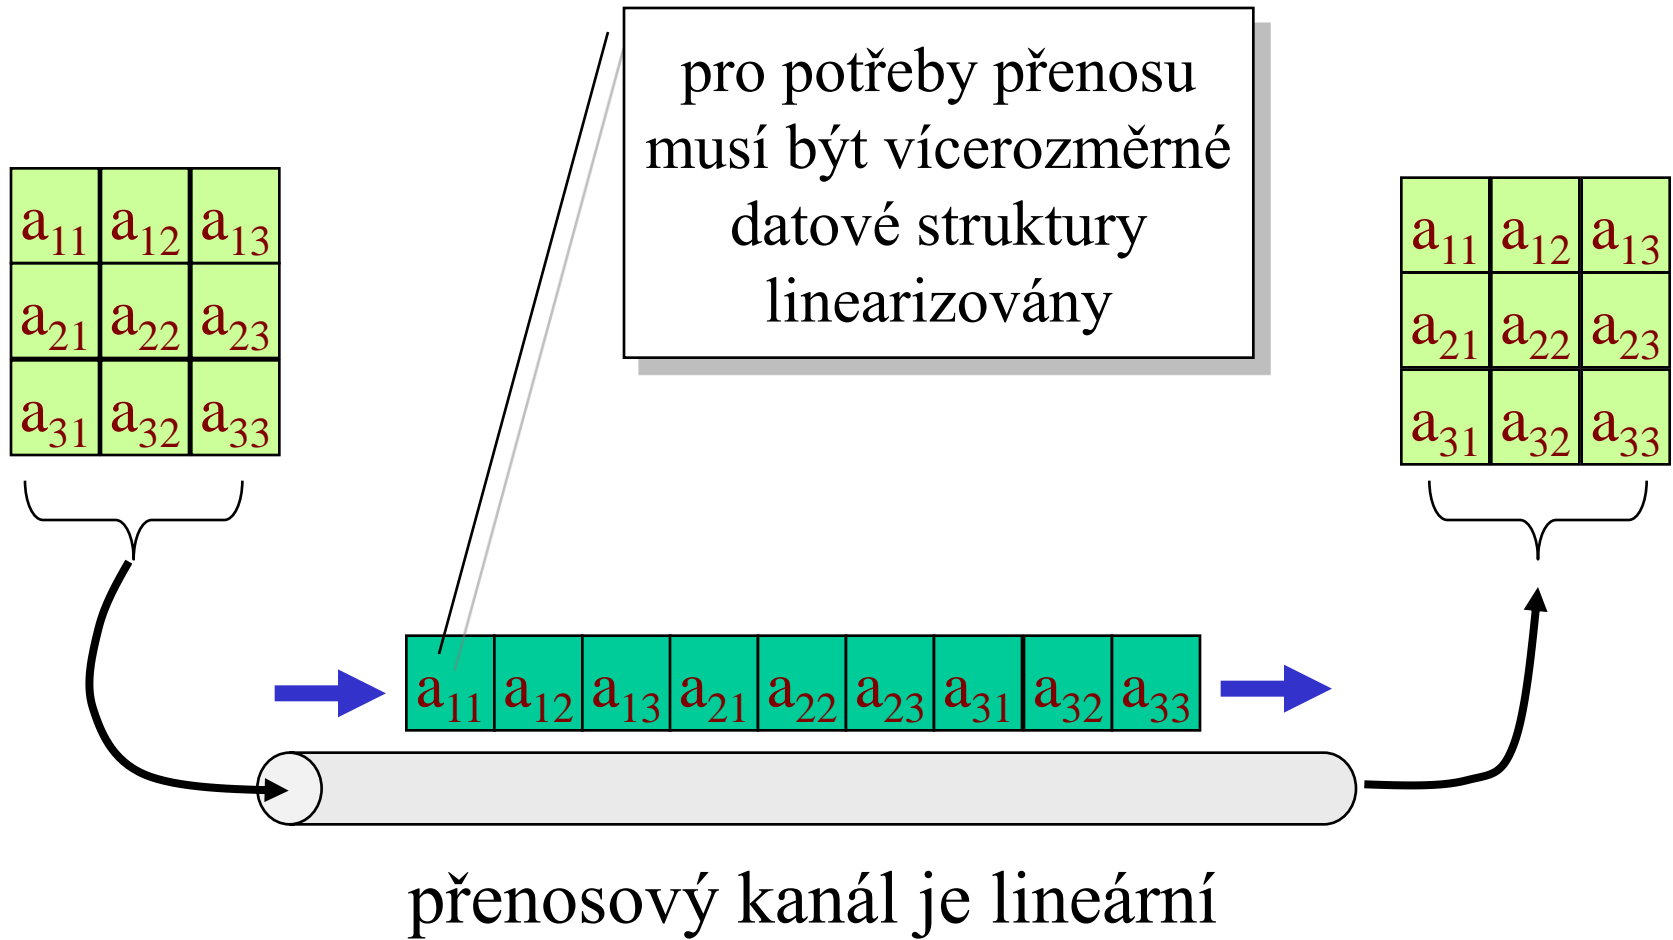 pro potřeby přenosu
musí být vícerozměrné
datové struktury
linearizovány
a11 a12 a13
a21 a22 a23
a31 a32 a33
a11 a12 a13
a21 a22 a23
a31 a32 a33
a11 a12 a13 a21 a22 a23 a31 a32 a33
přenosový kanál je lineární